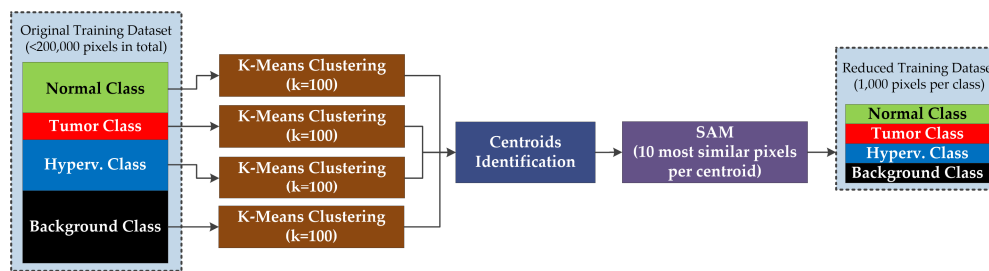 Original Training Dataset
(<200,000 pixels in total)
Normal Class
Tumor Class
Hyperv. Class
Background Class
K-Means Clustering
(k=100)
K-Means Clustering
(k=100)
K-Means Clustering
(k=100)
K-Means Clustering
(k=100)
Centroids
Identification
SAM
(10 most similar pixels
per centroid)
Reduced Training Dataset
(1,000 pixels per class)
Normal Class
Tumor Class
Hyperv. Class
Background Class